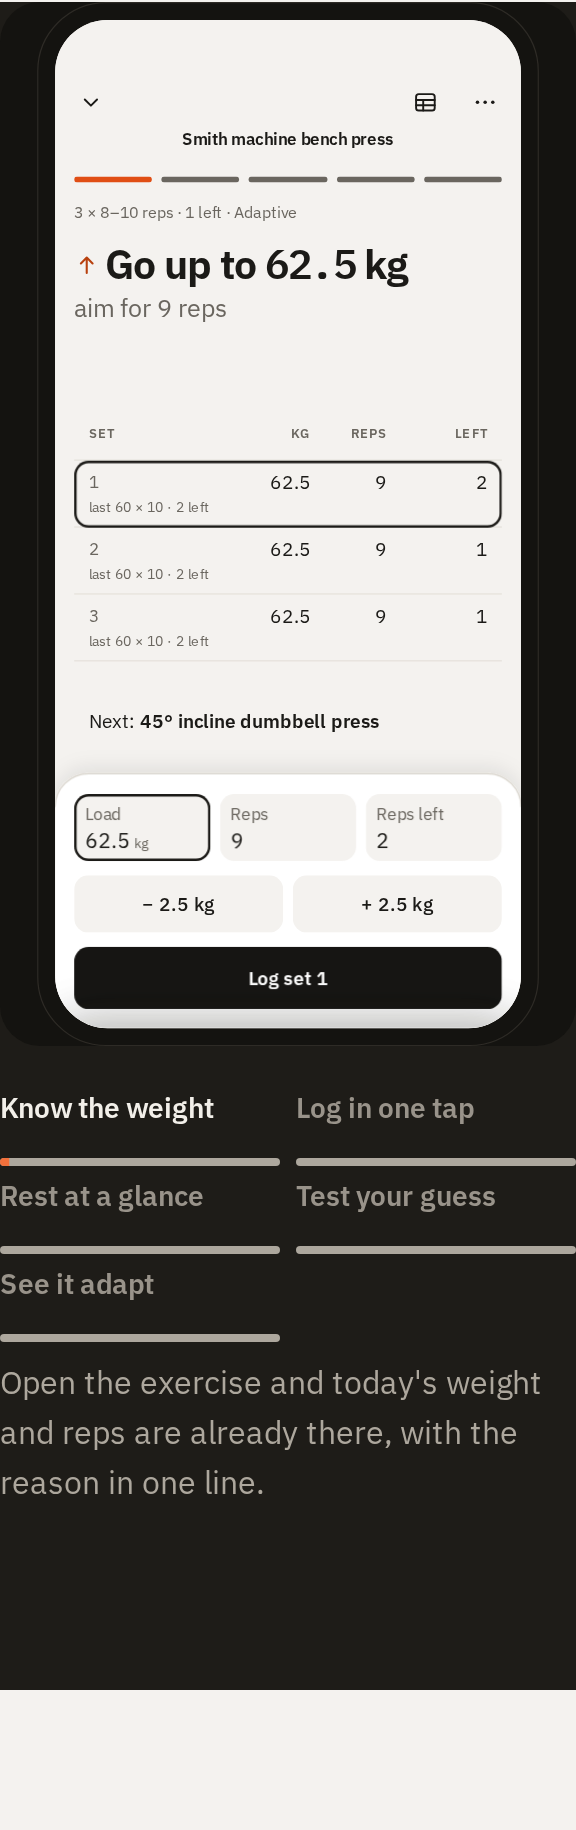 Smith machine bench press
3 × 8–10 reps · 1 left · Adaptive
↑ Go up to 62.5 kg
aim for 9 reps
SET KG REPS LEFT
1 62.5 9 2
last 60 × 10 · 2 left
2 62.5 9 1
last 60 × 10 · 2 left
3 62.5 9 1
last 60 × 10 · 2 left
Next: 45° incline dumbbell press
Load Reps Reps left
62.5 kg 9 2
− 2.5 kg + 2.5 kg
Log set 1
Know the weight Log in one tap
Rest at a glance Test your guess
See it adapt
Open the exercise and today's weight
and reps are already there, with the
reason in one line.